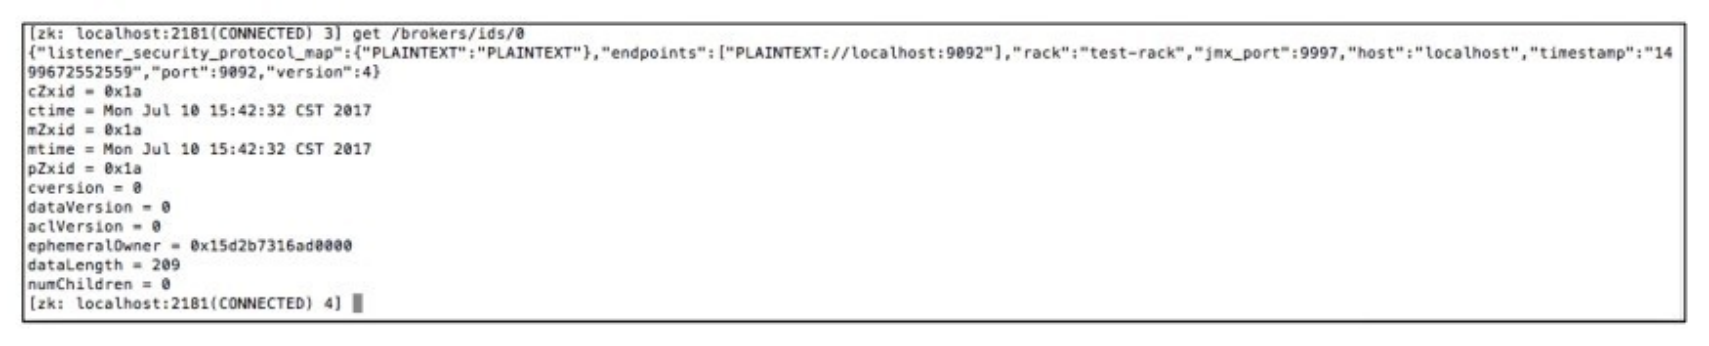 [zk: localhost:2181(CONNECTED) 3] get /brokers/ids/0
{"listener_security_protocol_map":{"PLAINTEXT":"PLAINTEXT"},"endpoints":["PLAINTEXT://localhost:9092"],"rack":"test-rack","jmx_port":9997,"host":"localhost","timestamp":"14
99672552559","port":9092,"version":4}
cZxid = 0x1a
ctime = Mon Jul 10 15:42:32 CST 2017
mZxid = 0x1a
mtime = Mon Jul 10 15:42:32 CST 2017
pZxid = 0x1a
cversion = 0
dataVersion = 0
aclVersion = 0
ephemeralOwner = 0x15d2b7316ad0000
dataLength = 209
numChildren = 0
[zk: localhost:2181(CONNECTED) 4]